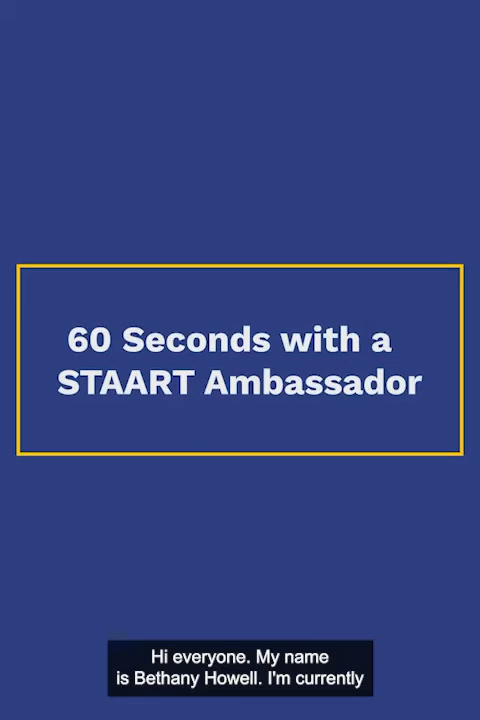 60 Seconds with a
STAART Ambassador
Hi everyone. My name
is Bethany Howell. I'm currently